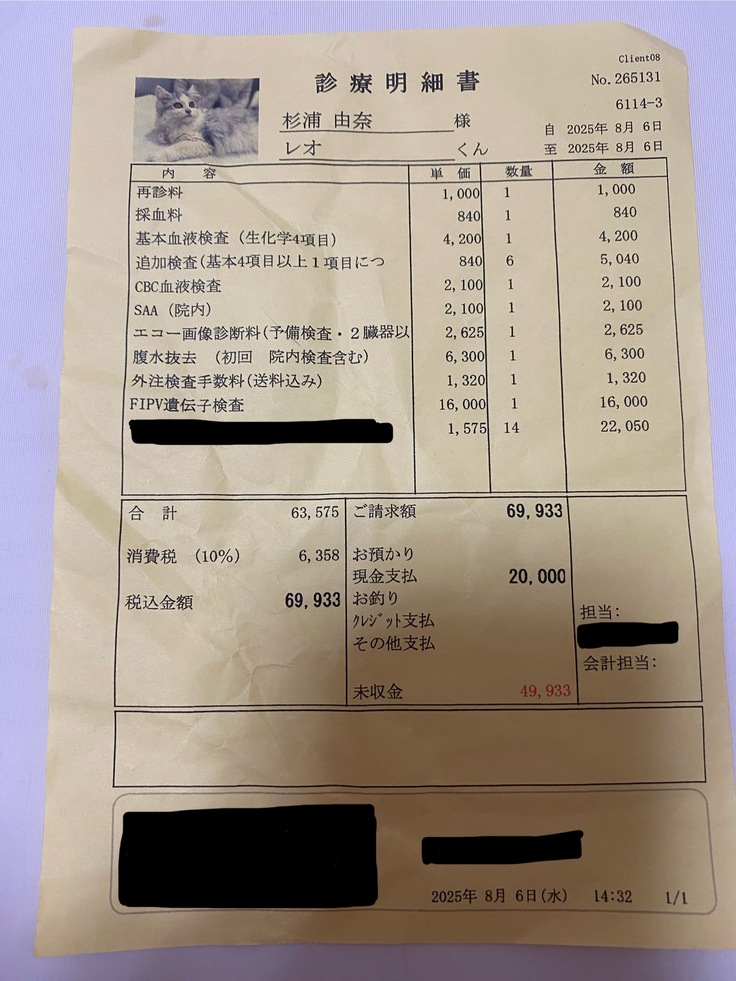 Client08
診療明細書
No.265131
6114-3
杉浦 由奈 様
自 2025年 8月 6日
レオ くん
至 2025年 8月 6日
内 容 単 価 数量 金 額
再診料 1,000 1 1,000
採血料 840 1 840
基本血液検査(生化学4項目) 4,200 1 4,200
追加検査(基本4項目以上1項目につ 840 6 5,040
CBC血液検査 2,100 1 2,100
SAA(院内) 2,100 1 2,100
エコー画像診断料(予備検査・2臓器以 2,625 1 2,625
腹水抜去 (初回 院内検査含む) 6,300 1 6,300
外注検査手数料(送料込み) 1,320 1 1,320
FIPV遺伝子検査 16,000 1 16,000
1,575 14 22,050
合 計 63,575 ご請求額 69,933
消費税 (10%) 6,358 お預かり
現金支払 20,000
税込金額 69,933 お釣り
クレジット支払
担当:
その他支払
会計担当:
未収金 49,933
2025年 8月 6日(水) 14:32 1/1